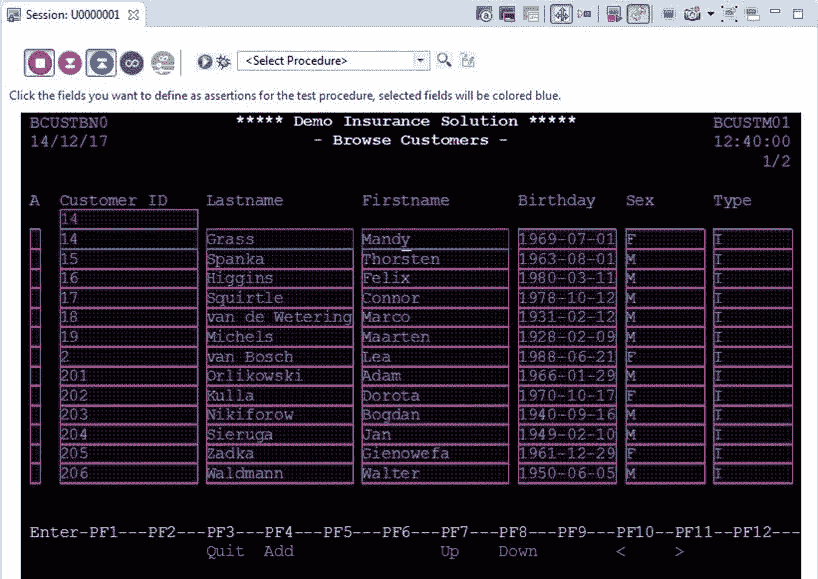 Session: U0000001
<Select Procedure>
Click the fields you want to define as assertions for the test procedure, selected fields will be colored blue.
BCUSTBN0 ***** Demo Insurance Solution ***** BCUSTM01
14/12/17 - Browse Customers - 12:40:00
1/2
A Customer ID Lastname Firstname Birthday Sex Type
14
14 Grass Mandy 1969-07-01 F I
15 Spanka Thorsten 1963-08-01 M I
16 Higgins Felix 1980-03-11 M I
17 Squirtle Connor 1978-10-12 M I
18 van de Wetering Marco 1931-02-12 M I
19 Michels Maarten 1928-02-09 M I
2 van Bosch Lea 1988-06-21 F I
201 Orlikowski Adam 1966-01-29 M I
202 Kulla Dorota 1970-10-17 F I
203 Nikiforow Bogdan 1940-09-16 M I
204 Sieruga Jan 1949-02-10 M I
205 Zadka Gienowefa 1961-12-29 F I
206 Waldmann Walter 1950-06-05 M I
Enter-PF1---PF2---PF3---PF4---PF5---PF6---PF7---PF8---PF9---PF10--PF11--PF12---
Quit Add Up Down < >